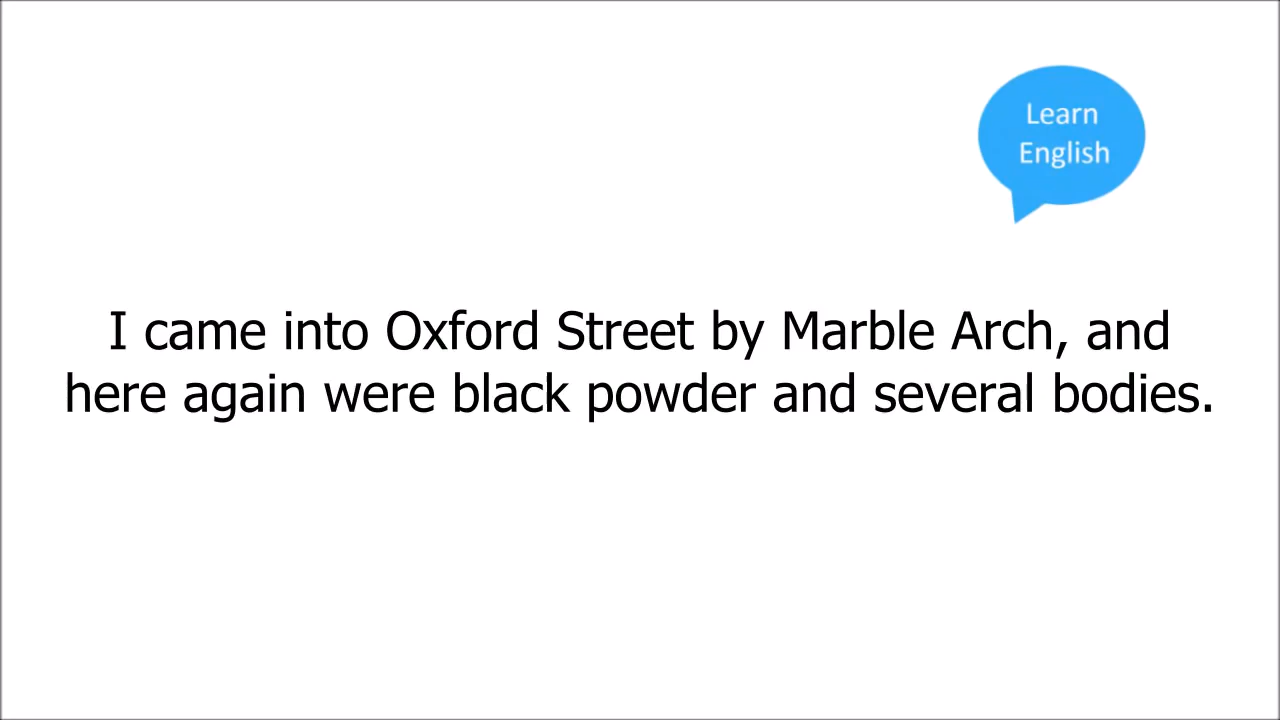 Learn
English
I came into Oxford Street by Marble Arch, and
here again were black powder and several bodies.